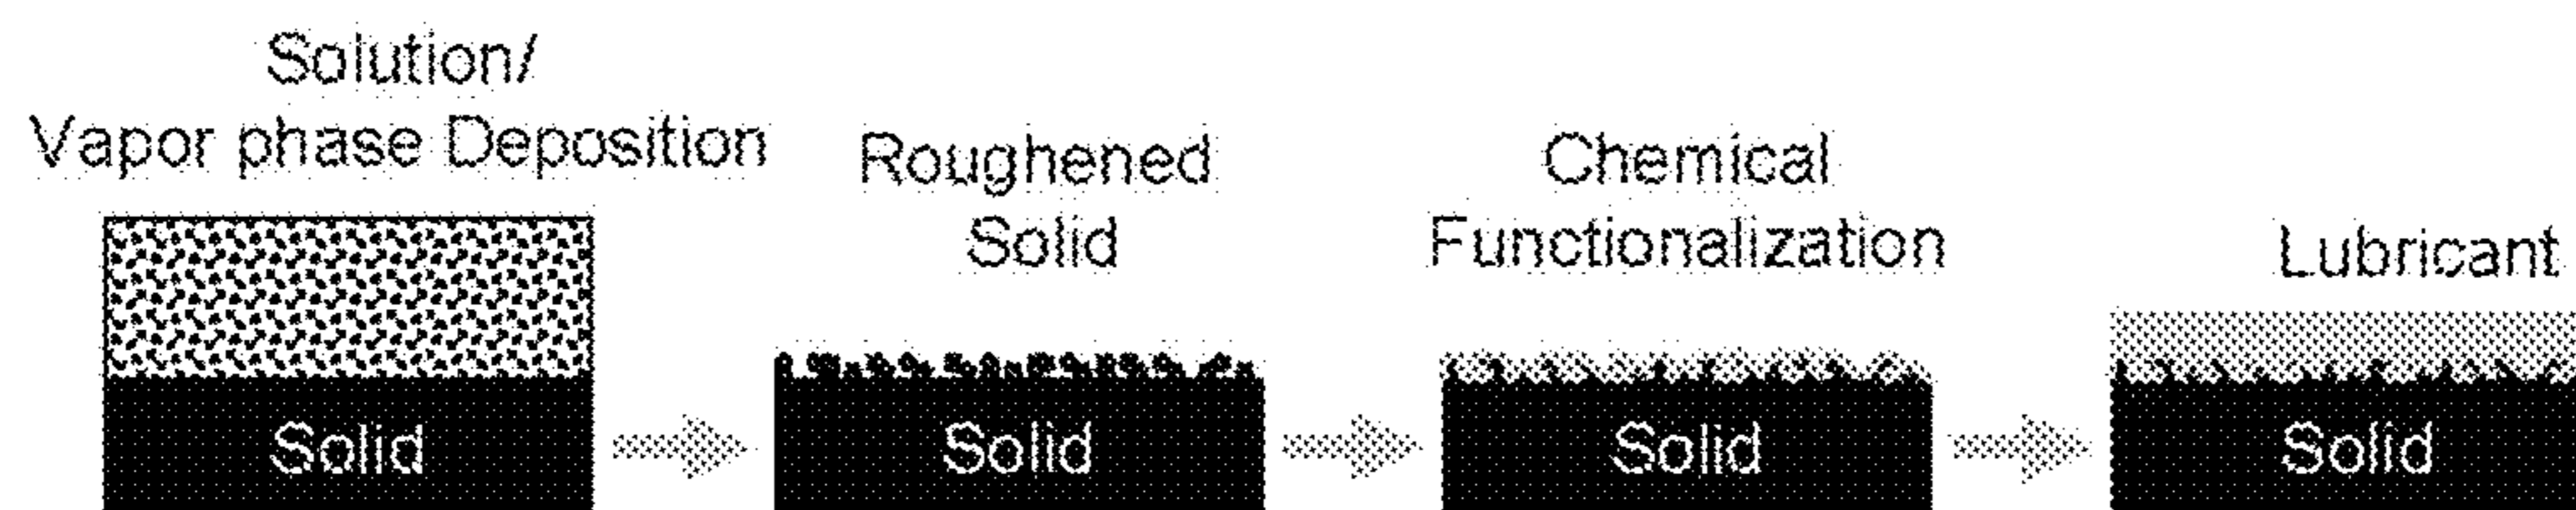 Solution/
Vapor phase Deposition
Roughened
Solid
Chemical
Functionalization
Lubricant
Solid
Solid
Solid
Solid